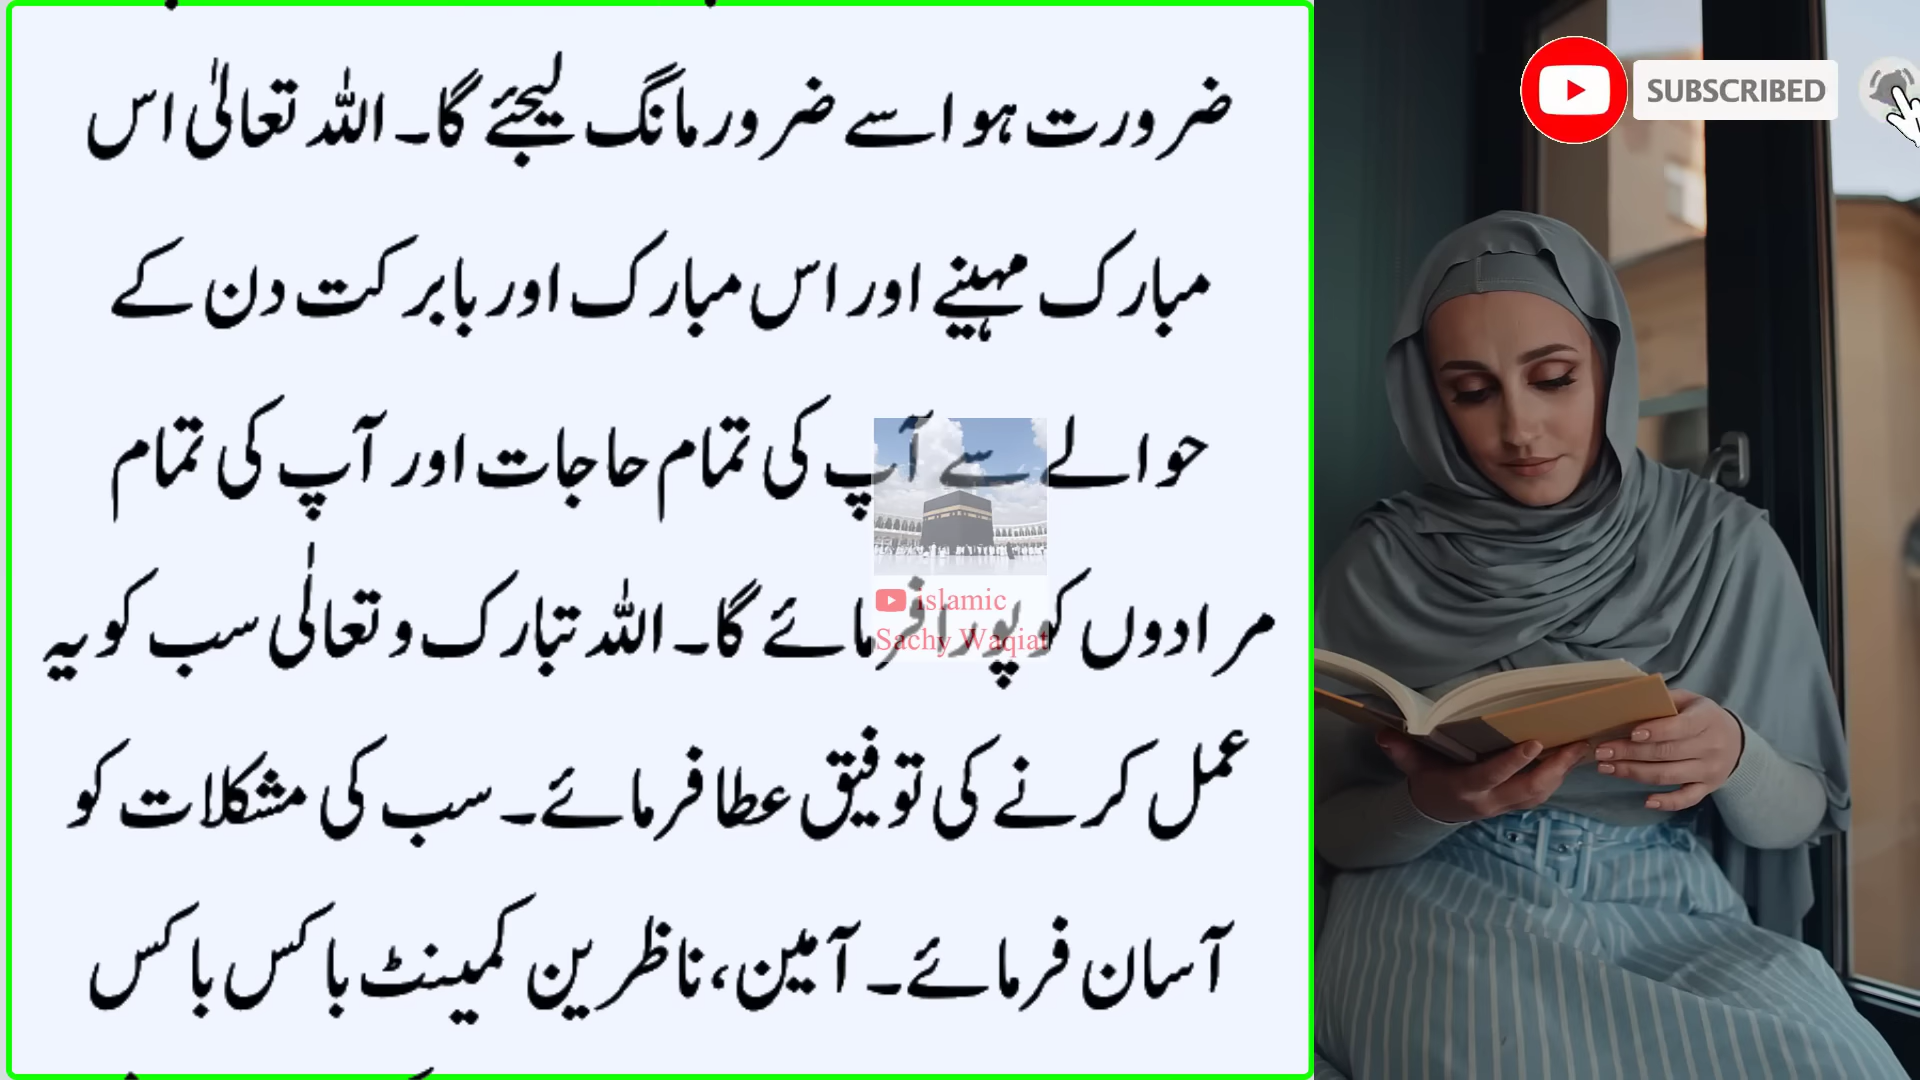 ضرورت ہو اسے ضرور مانگ لیجئے گا۔ اللہ تعالیٰ اس
مبارک مہینے اور اس مبارک اور بابرکت دن کے
حوالے سے آپ کی تمام حاجات اور آپ کی تمام
مرادوں کو پورا فرمائے گا۔ اللہ تبارک و تعالٰی سب کو یہ
عمل کرنے کی توفیق عطا فرمائے۔ سب کی مشکلات کو
آسان فرمائے۔ آمین، ناظرین کمیںنٹ باکس باکس
islamic
Sachy Waqiat
SUBSCRIBED